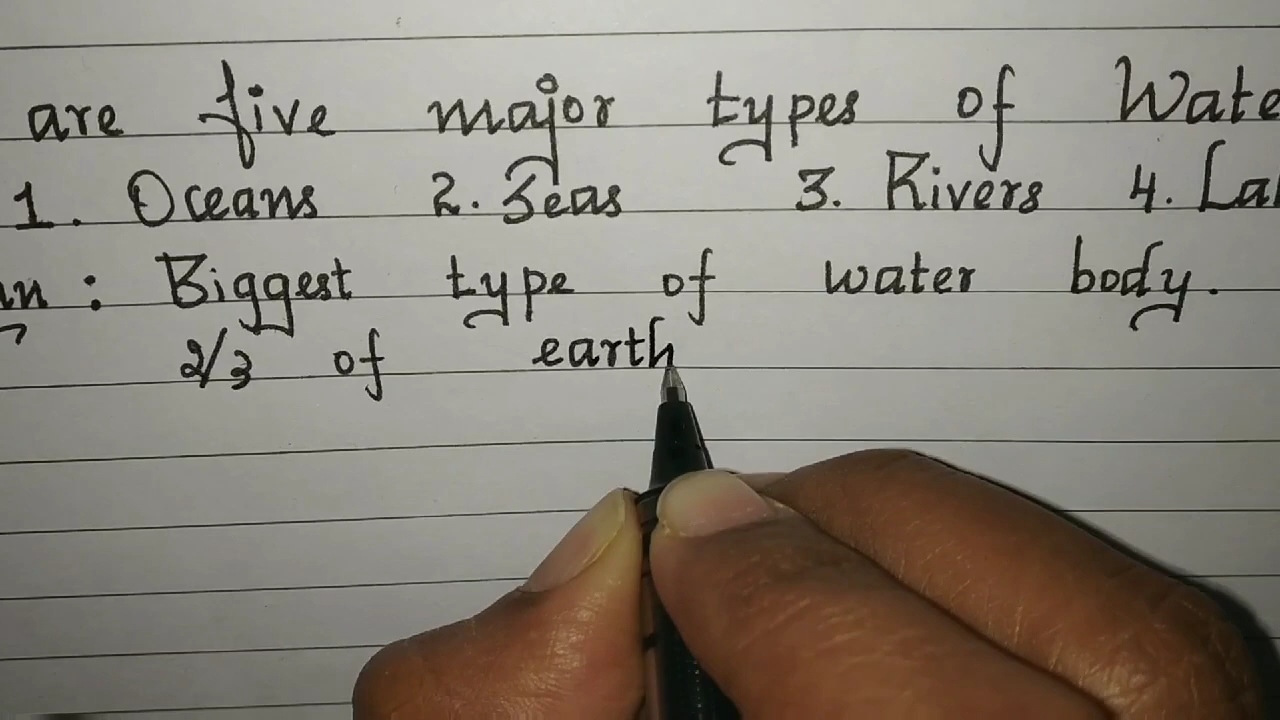 are five major types of Wate
1. Oceans 2. Seas 3. Rivers 4. La
an : Biggest type of water body.
2/3 of earth